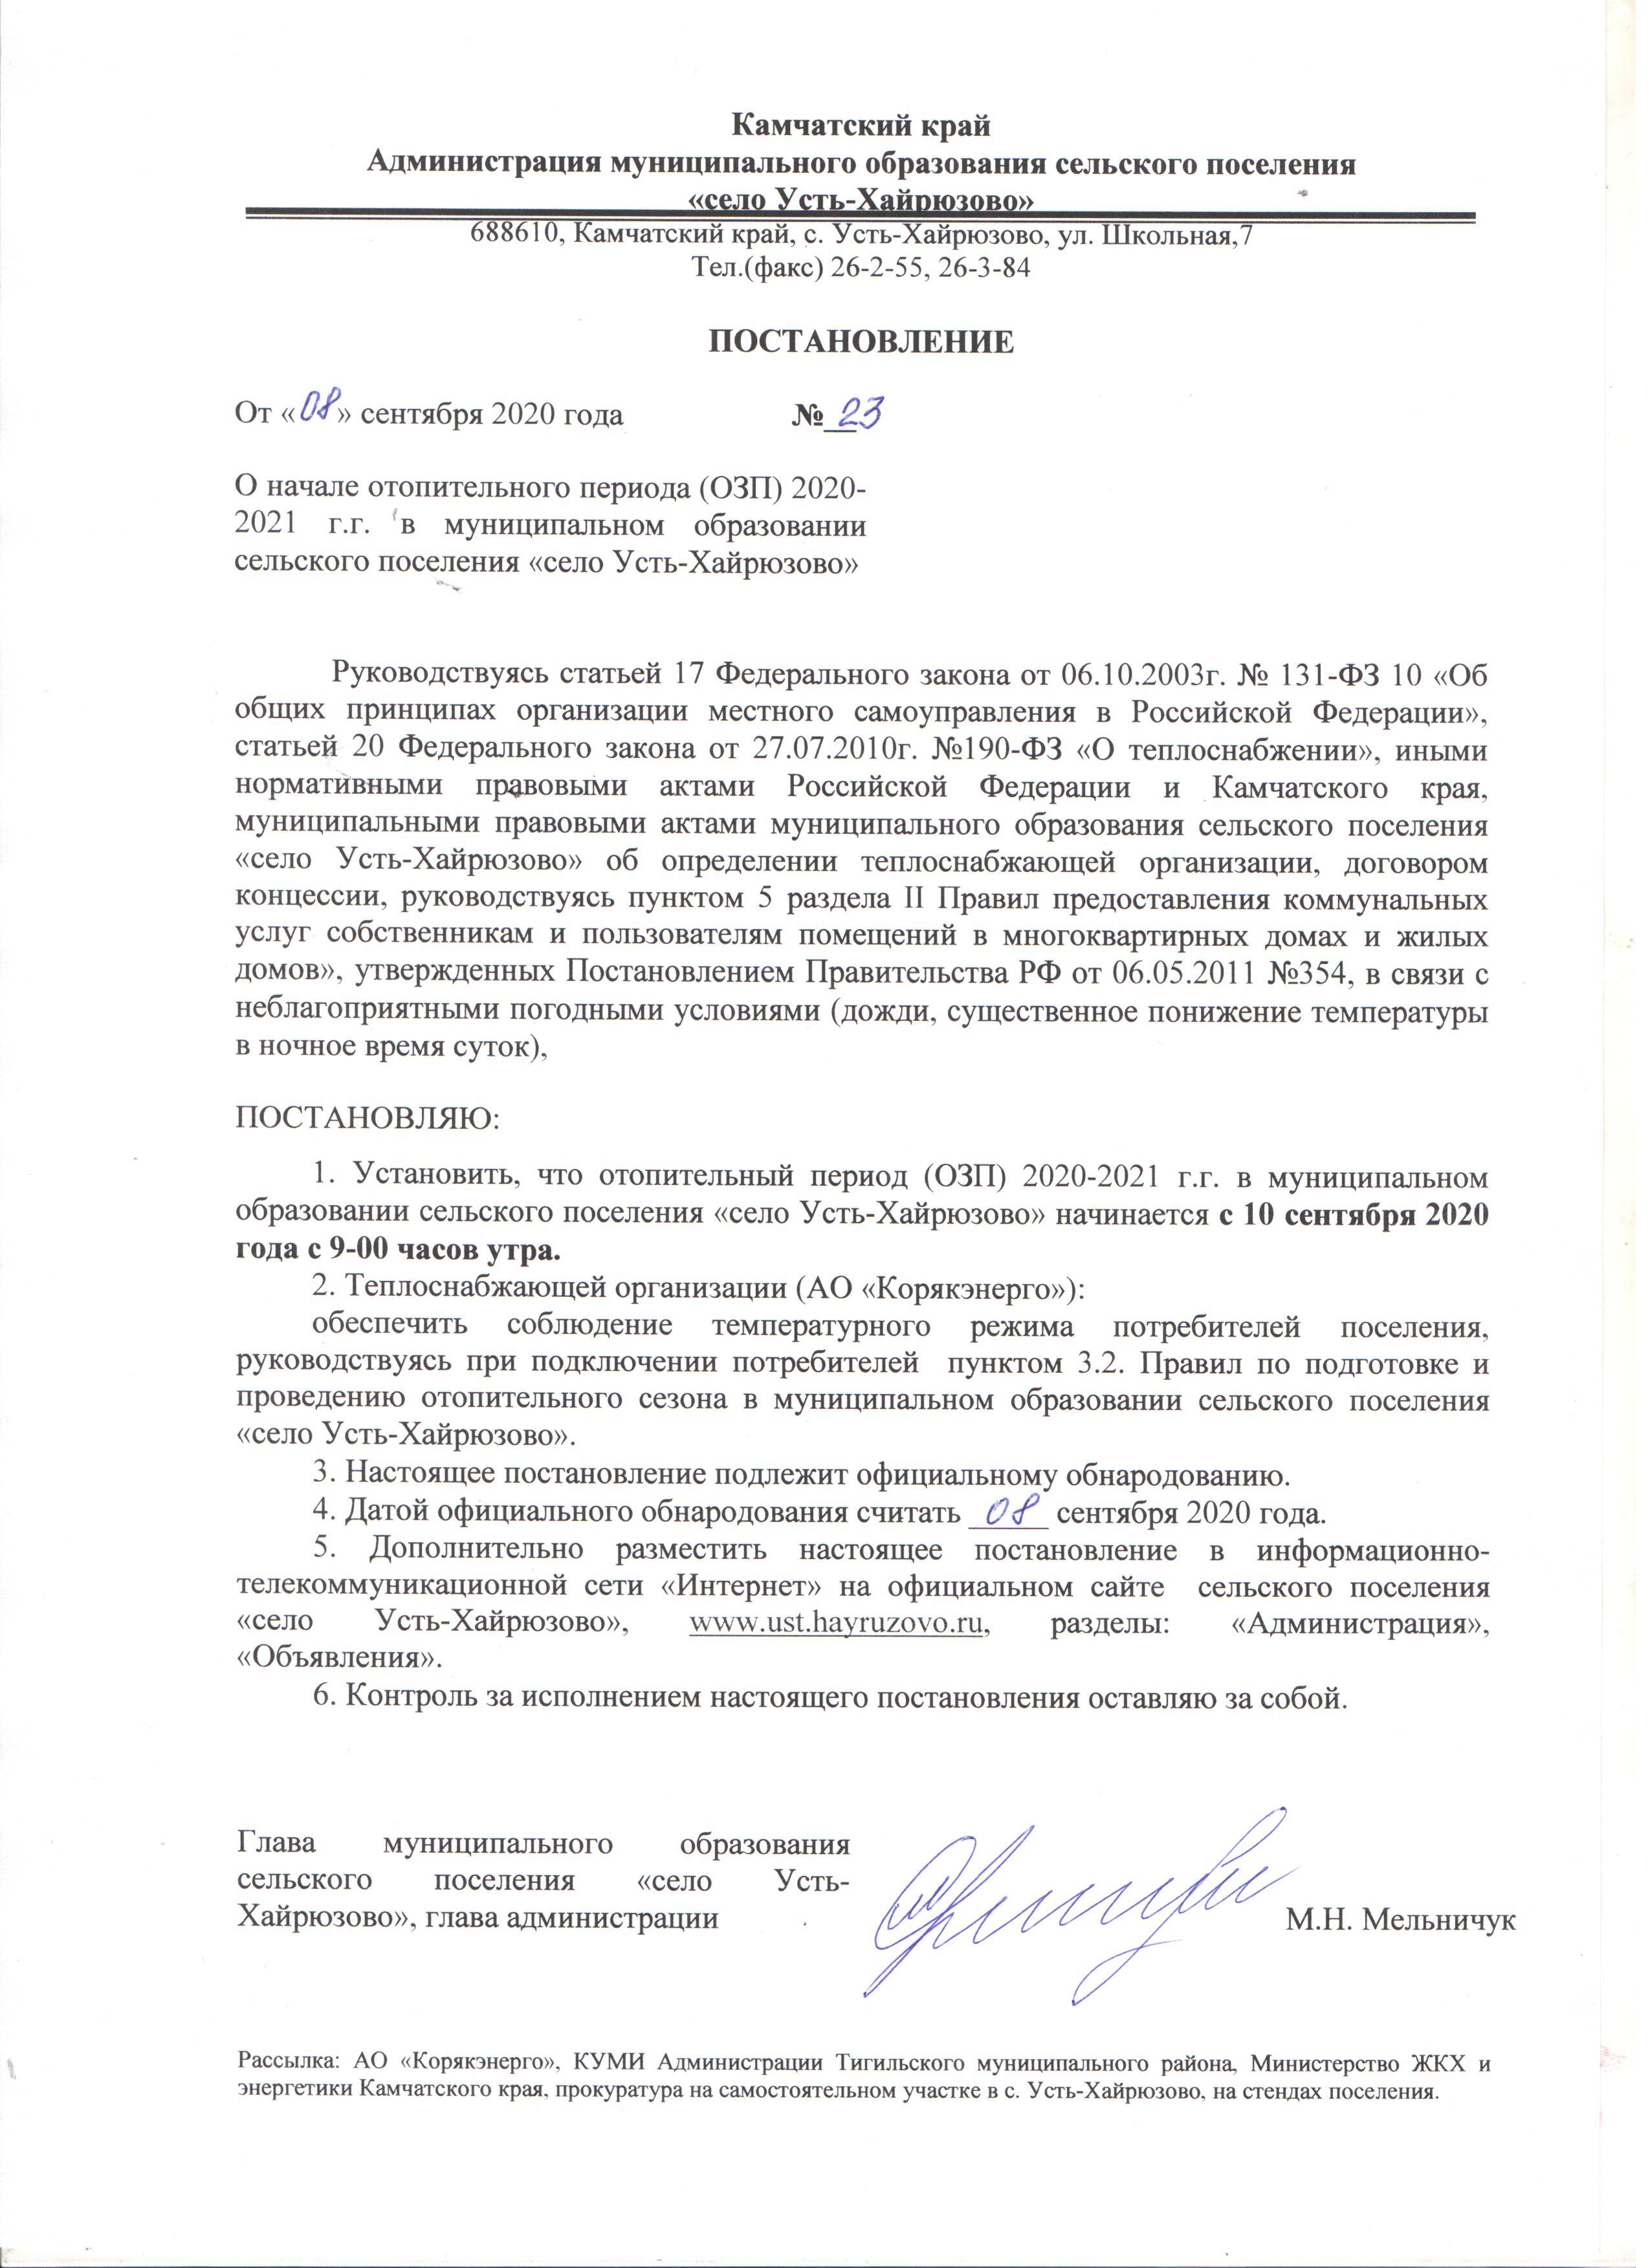 Камчатский край
Администрация муниципального образования сельского поселения
«село Усть-Хайрюзово»
688610, Камчатский край, с. Усть-Хайрюзово, ул. Школьная,7
Тел.(факс) 26-2-55, 26-3-84
ПОСТАНОВЛЕНИЕ
От «08» сентября 2020 года № 23
О начале отопительного периода (ОЗП) 2020-
2021 г.г. в муниципальном образовании
сельского поселения «село Усть-Хайрюзово»
Руководствуясь статьей 17 Федерального закона от 06.10.2003г. № 131-ФЗ 10 «Об
общих принципах организации местного самоуправления в Российской Федерации»,
статьей 20 Федерального закона от 27.07.2010г. №190-ФЗ «О теплоснабжении», иными
нормативными правовыми актами Российской Федерации и Камчатского края,
муниципальными правовыми актами муниципального образования сельского поселения
«село Усть-Хайрюзово» об определении теплоснабжающей организации, договором
концессии, руководствуясь пунктом 5 раздела II Правил предоставления коммунальных
услуг собственникам и пользователям помещений в многоквартирных домах и жилых
домов», утвержденных Постановлением Правительства РФ от 06.05.2011 №354, в связи с
неблагоприятными погодными условиями (дожди, существенное понижение температуры
в ночное время суток),
ПОСТАНОВЛЯЮ:
1. Установить, что отопительный период (ОЗП) 2020-2021 г.г. в муниципальном
образовании сельского поселения «село Усть-Хайрюзово» начинается с 10 сентября 2020
года с 9-00 часов утра.
2. Теплоснабжающей организации (АО «Корякэнерго»):
обеспечить соблюдение температурного режима потребителей поселения,
руководствуясь при подключении потребителей пунктом 3.2. Правил по подготовке и
проведению отопительного сезона в муниципальном образовании сельского поселения
«село Усть-Хайрюзово».
3. Настоящее постановление подлежит официальному обнародованию.
4. Датой официального обнародования считать 08 сентября 2020 года.
5. Дополнительно разместить настоящее постановление в информационно-
телекоммуникационной сети «Интернет» на официальном сайте сельского поселения
«село Усть-Хайрюзово», www.ust.hayruzovo.ru, разделы: «Администрация»,
«Объявления».
6. Контроль за исполнением настоящего постановления оставляю за собой.
Глава муниципального образования
сельского поселения «село Усть-
Хайрюзово», глава администрации М.Н. Мельничук
Рассылка: АО «Корякэнерго», КУМИ Администрации Тигильского муниципального района, Министерство ЖКХ и
энергетики Камчатского края, прокуратура на самостоятельном участке в с. Усть-Хайрюзово, на стендах поселения.